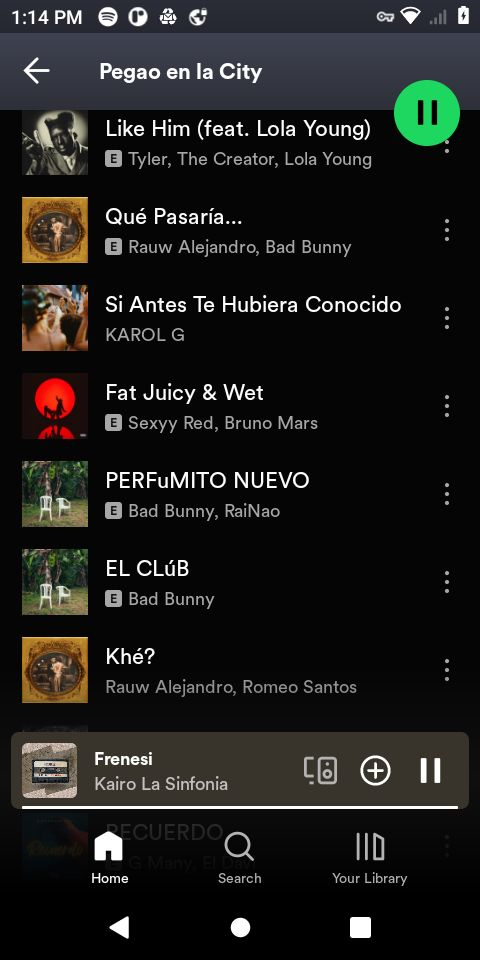 1:14 PM
Pegao en la City
Like Him (feat. Lola Young)
E Tyler, The Creator, Lola Young
Qué Pasaría...
E Rauw Alejandro, Bad Bunny
Si Antes Te Hubiera Conocido
KAROL G
Fat Juicy & Wet
E Sexyy Red, Bruno Mars
PERFuMITO NUEVO
E Bad Bunny, RaiNao
EL CLúB
E Bad Bunny
Khé?
Rauw Alejandro, Romeo Santos
Frenesi
Kairo La Sinfonia
RECUERDO
G Many, El Day
Home
Search
Your Library